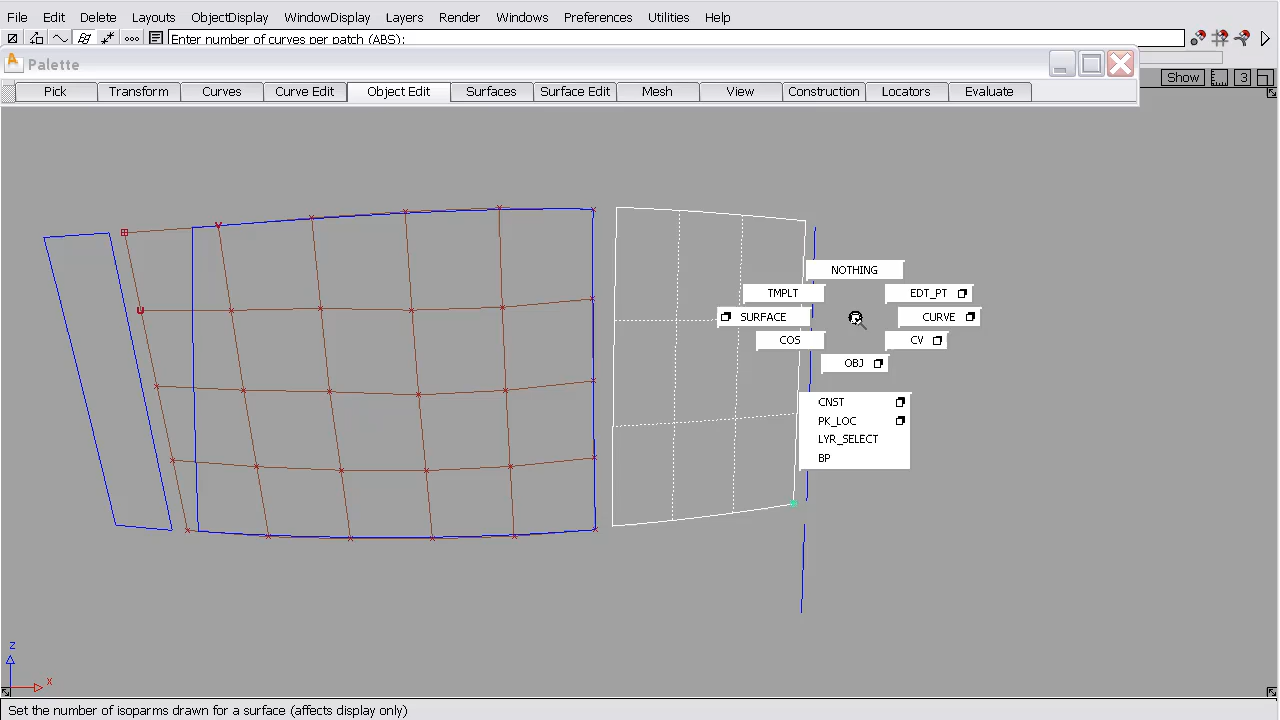 File Edit Delete Layouts ObjectDisplay WindowDisplay Layers Render Windows Preferences Utilities Help
Enter number of curves per patch (ABS):
Palette
Show 3
Pick Transform Curves Curve Edit Object Edit Surfaces Surface Edit Mesh View Construction Locators Evaluate
NOTHING
TMPLT EDT_PT
SURFACE CURVE
COS CV
OBJ
CNST
PK_LOC
LYR_SELECT
BP
V
U
z
x
Set the number of isoparms drawn for a surface (affects display only)